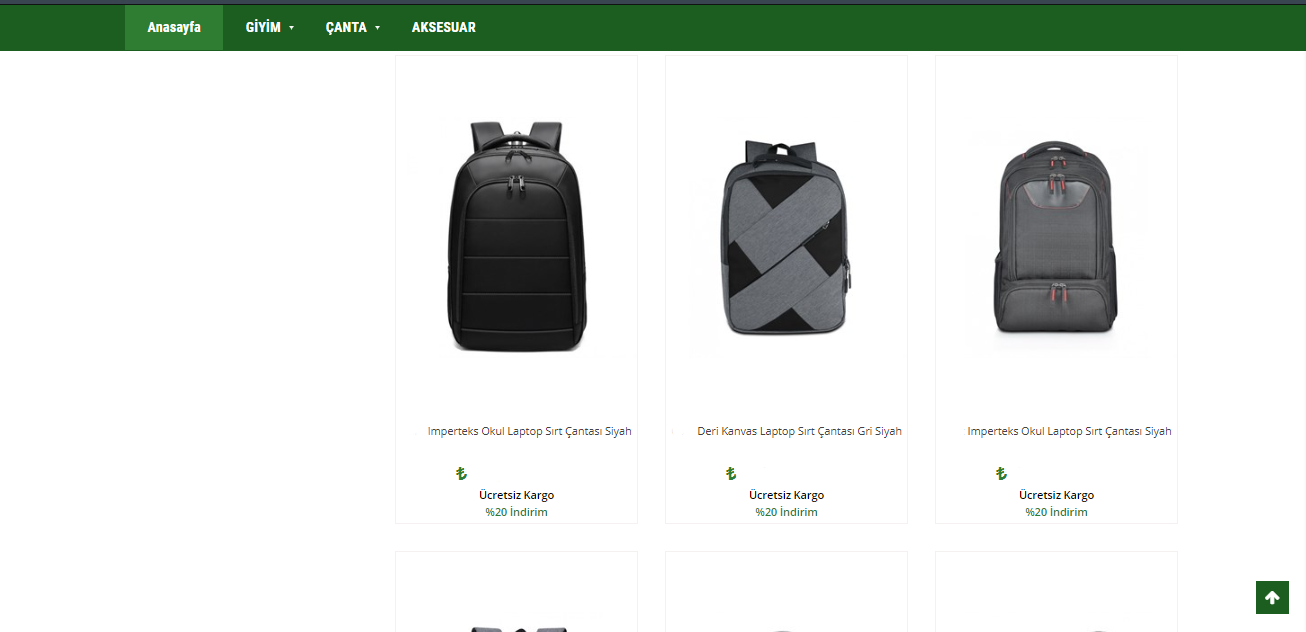 Anasayfa GİYİM ÇANTA AKSESUAR
Imperteks Okul Laptop Sırt Çantası Siyah
Deri Kanvas Laptop Sırt Çantası Gri Siyah
Imperteks Okul Laptop Sırt Çantası Siyah
₺ ₺ ₺
Ücretsiz Kargo Ücretsiz Kargo Ücretsiz Kargo
%20 İndirim %20 İndirim %20 İndirim